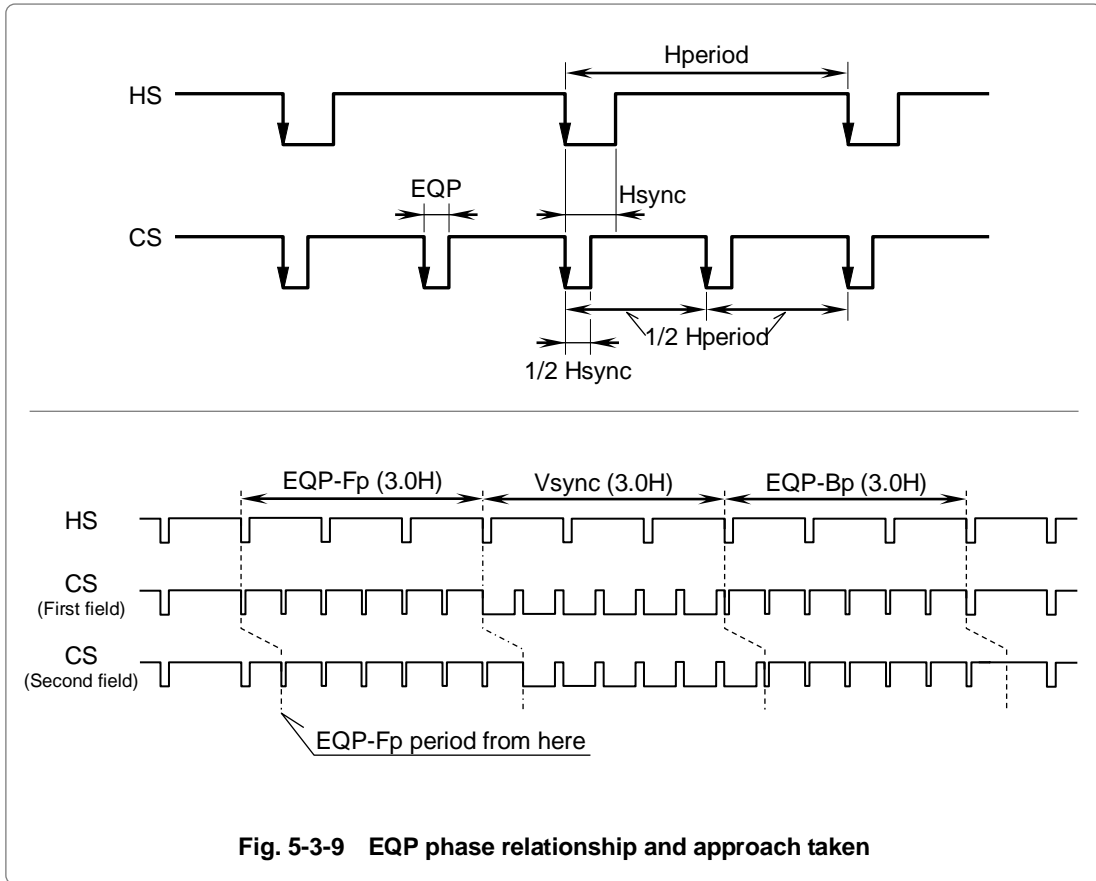 Hperiod
HS
EQP
Hsync
CS
1/2 Hperiod
1/2 Hsync
EQP-Fp (3.0H)
Vsync (3.0H)
EQP-Bp (3.0H)
HS
CS
(First field)
CS
(Second field)
EQP-Fp period from here
Fig. 5-3-9 EQP phase relationship and approach taken